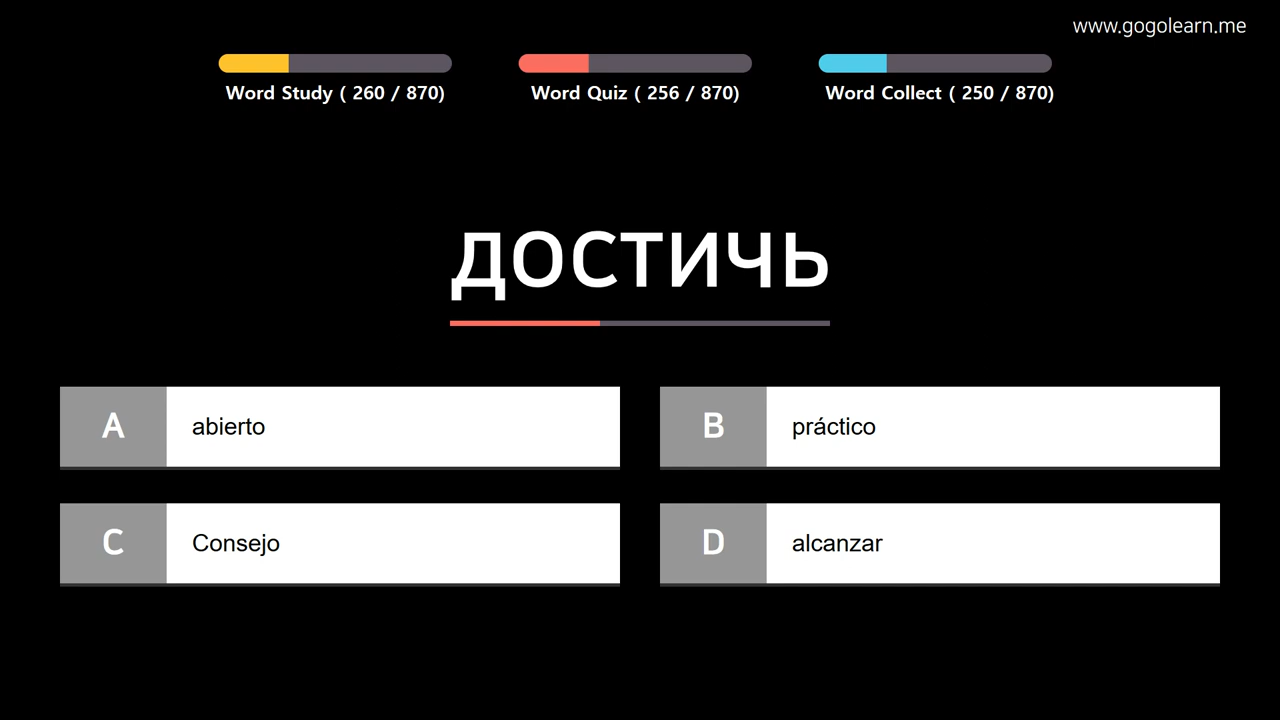 www.gogolearn.me
Word Study ( 260 / 870)
Word Quiz ( 256 / 870)
Word Collect ( 250 / 870)
достичь
A abierto
B práctico
C Consejo
D alcanzar